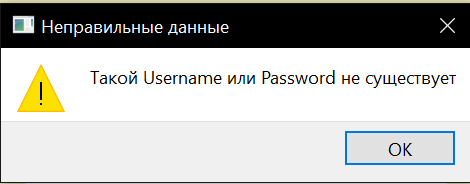 Неправильные данные
Такой Username или Password не существует
OK